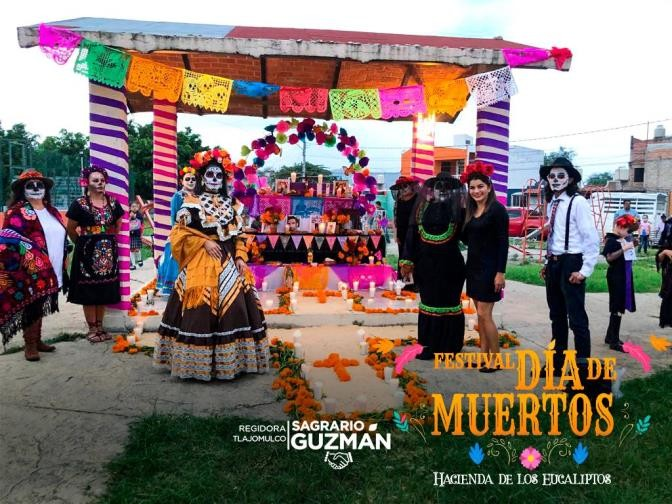 FESTIVAL DÍA DE
MUERTOS
HACIENDA DE LOS EUCALIPTOS
REGIDORA
TLAJOMULCO
SAGRARIO
GUZMÁN